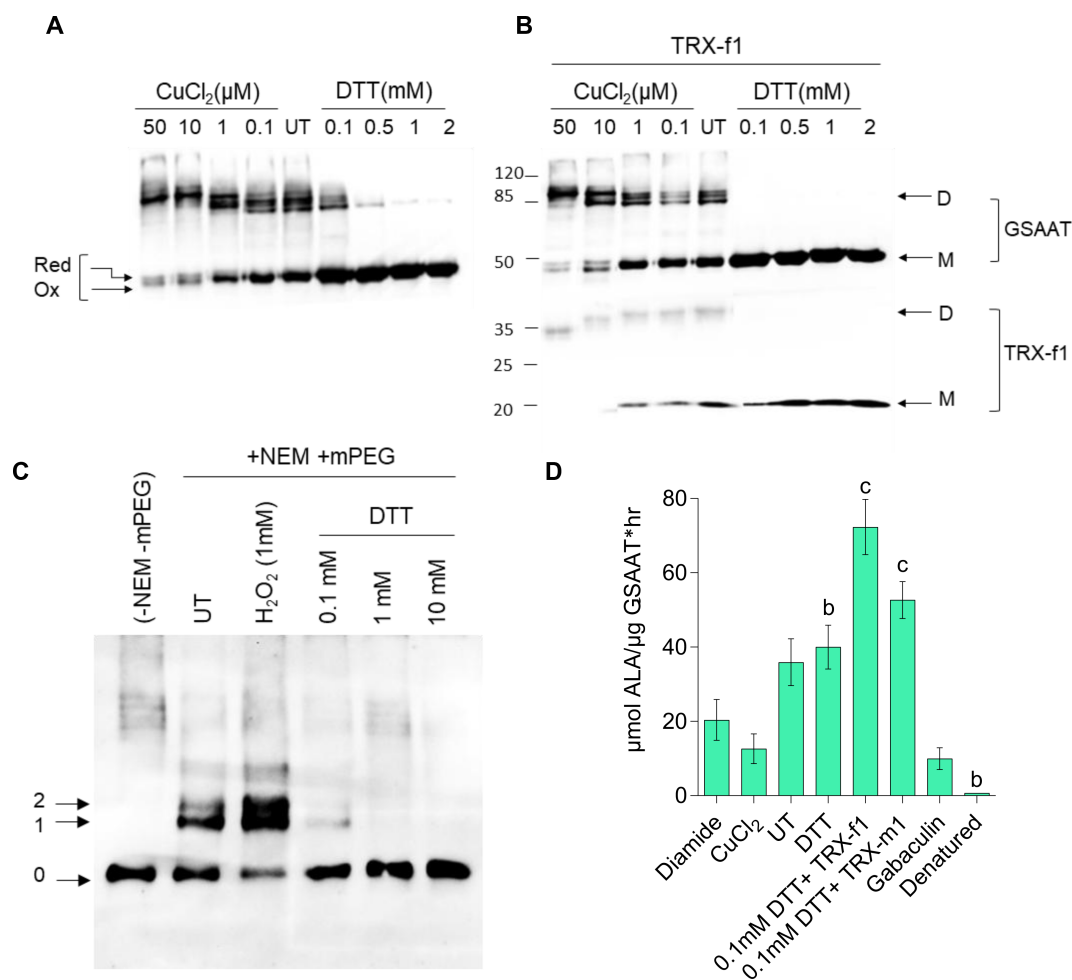 A
CuCl2(µM) DTT(mM)
50 10 1 0.1 UT 0.1 0.5 1 2
Red
Ox
B
TRX-f1
CuCl2(µM) DTT(mM)
50 10 1 0.1 UT 0.1 0.5 1 2
120
85
50
35
25
20
D
M
GSAAT
D
M
TRX-f1
C
+NEM +mPEG
DTT
(-NEM -mPEG)
UT
H2O2 (1mM)
0.1 mM
1 mM
10 mM
2
1
0
D
µmol ALA/µg GSAAT*hr
80
60
40
20
0
b
c
c
b
Diamide
CuCl2
UT
DTT
0.1mM DTT+ TRX-f1
0.1mM DTT+ TRX-m1
Gabaculin
Denatured